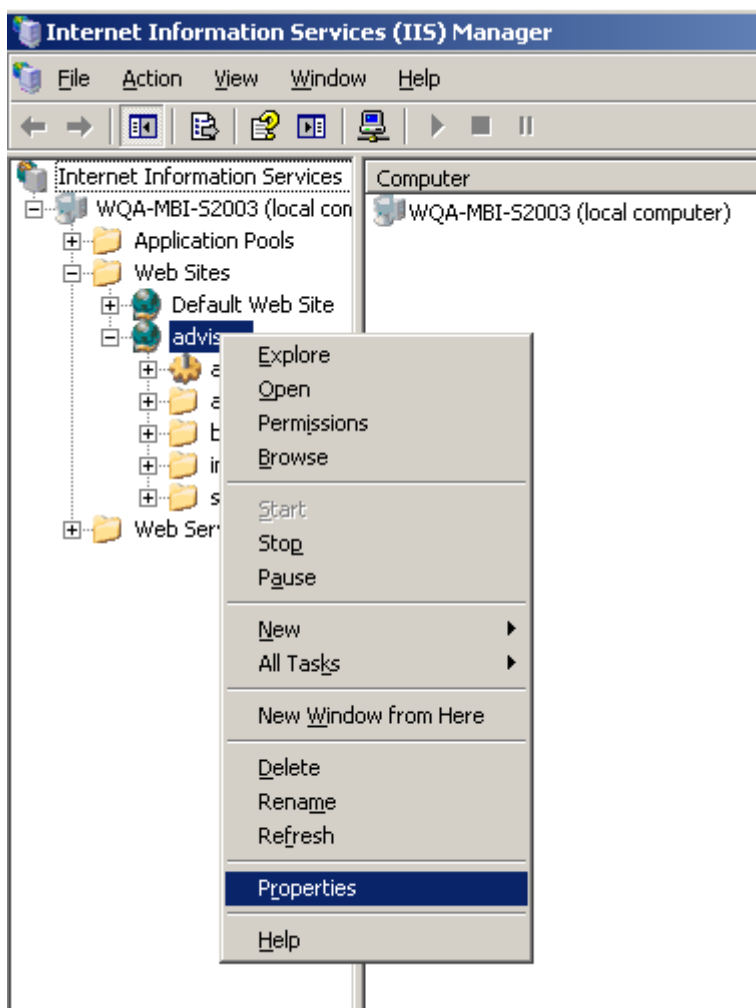 Internet Information Services (IIS) Manager
File Action View Window Help
Internet Information Services
WQA-MBI-S2003 (local con
Application Pools
Web Sites
Default Web Site
advis
a
a
b
in
s
Web Ser
Computer
WQA-MBI-S2003 (local computer)
Explore
Open
Permissions
Browse
Start
Stop
Pause
New
All Tasks
New Window from Here
Delete
Rename
Refresh
Properties
Help